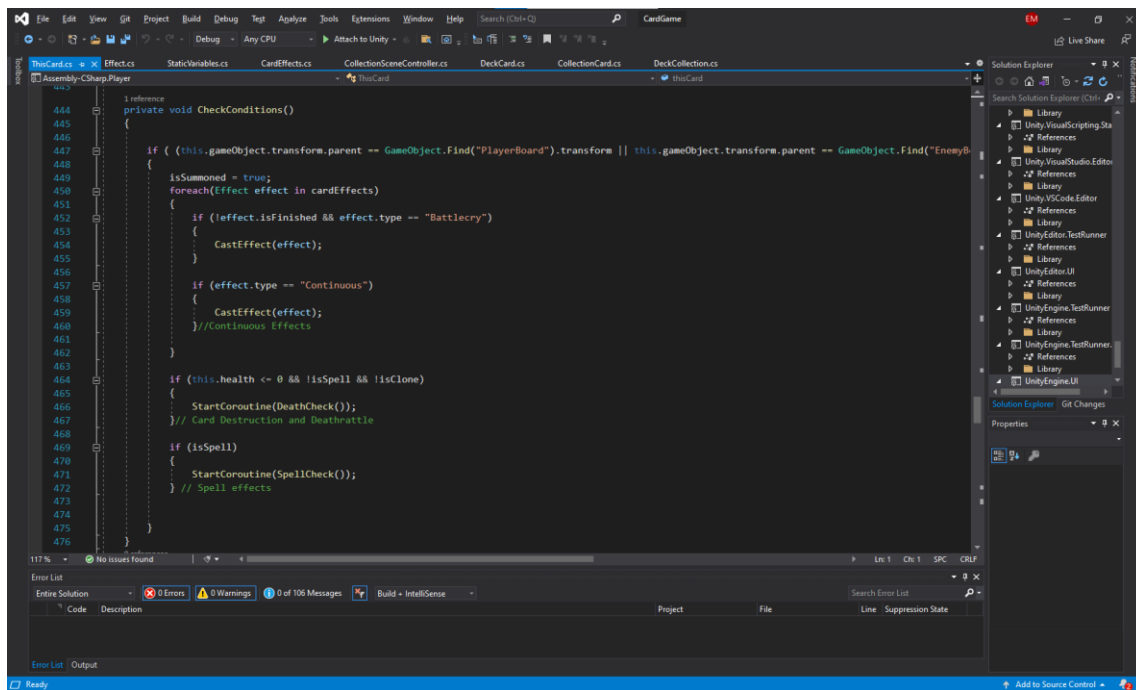 File Edit View Git Project Build Debug Test Analyze Tools Extensions Window Help Search (Ctrl+Q) CardGame EM
Debug Any CPU Attach to Unity Live Share
Toolbox
ThisCard.cs Effect.cs StaticVariables.cs CardEffects.cs CollectionSceneController.cs DeckCard.cs CollectionCard.cs DeckCollection.cs
Assembly-CSharp.Player ThisCard thisCard
443
1 reference
444 private void CheckConditions()
445 {
446
447 if ( (this.gameObject.transform.parent == GameObject.Find("PlayerBoard").transform || this.gameObject.transform.parent == GameObject.Find("EnemyB
448 {
449 isSummoned = true;
450 foreach(Effect effect in cardEffects)
451 {
452 if (!effect.isFinished && effect.type == "Battlecry")
453 {
454 CastEffect(effect);
455 }
456
457 if (effect.type == "Continuous")
458 {
459 CastEffect(effect);
460 }//Continuous Effects
461
462 }
463
464 if (this.health <= 0 && !isSpell && !isClone)
465 {
466 StartCoroutine(DeathCheck());
467 }// Card Destruction and Deathrattle
468
469 if (isSpell)
470 {
471 StartCoroutine(SpellCheck());
472 } // Spell effects
473
474
475 }
476 }
117 % No issues found Ln: 1 Ch: 1 SPC CRLF
Error List
Entire Solution 0 Errors 0 Warnings 0 of 106 Messages Build + IntelliSense Search Error List
Code Description Project File Line Suppression State
Error List Output
Solution Explorer
Search Solution Explorer (Ctrl+
Library
Unity.VisualScripting.Sta
References
Library
Unity.VisualStudio.Editor
References
Library
Unity.VSCode.Editor
References
Library
UnityEditor.TestRunner
References
Library
UnityEditor.UI
References
Library
UnityEngine.TestRunner
References
Library
UnityEngine.TestRunner.
References
Library
UnityEngine.UI
Solution Explorer Git Changes
Properties
Notifications
Ready Add to Source Control 2